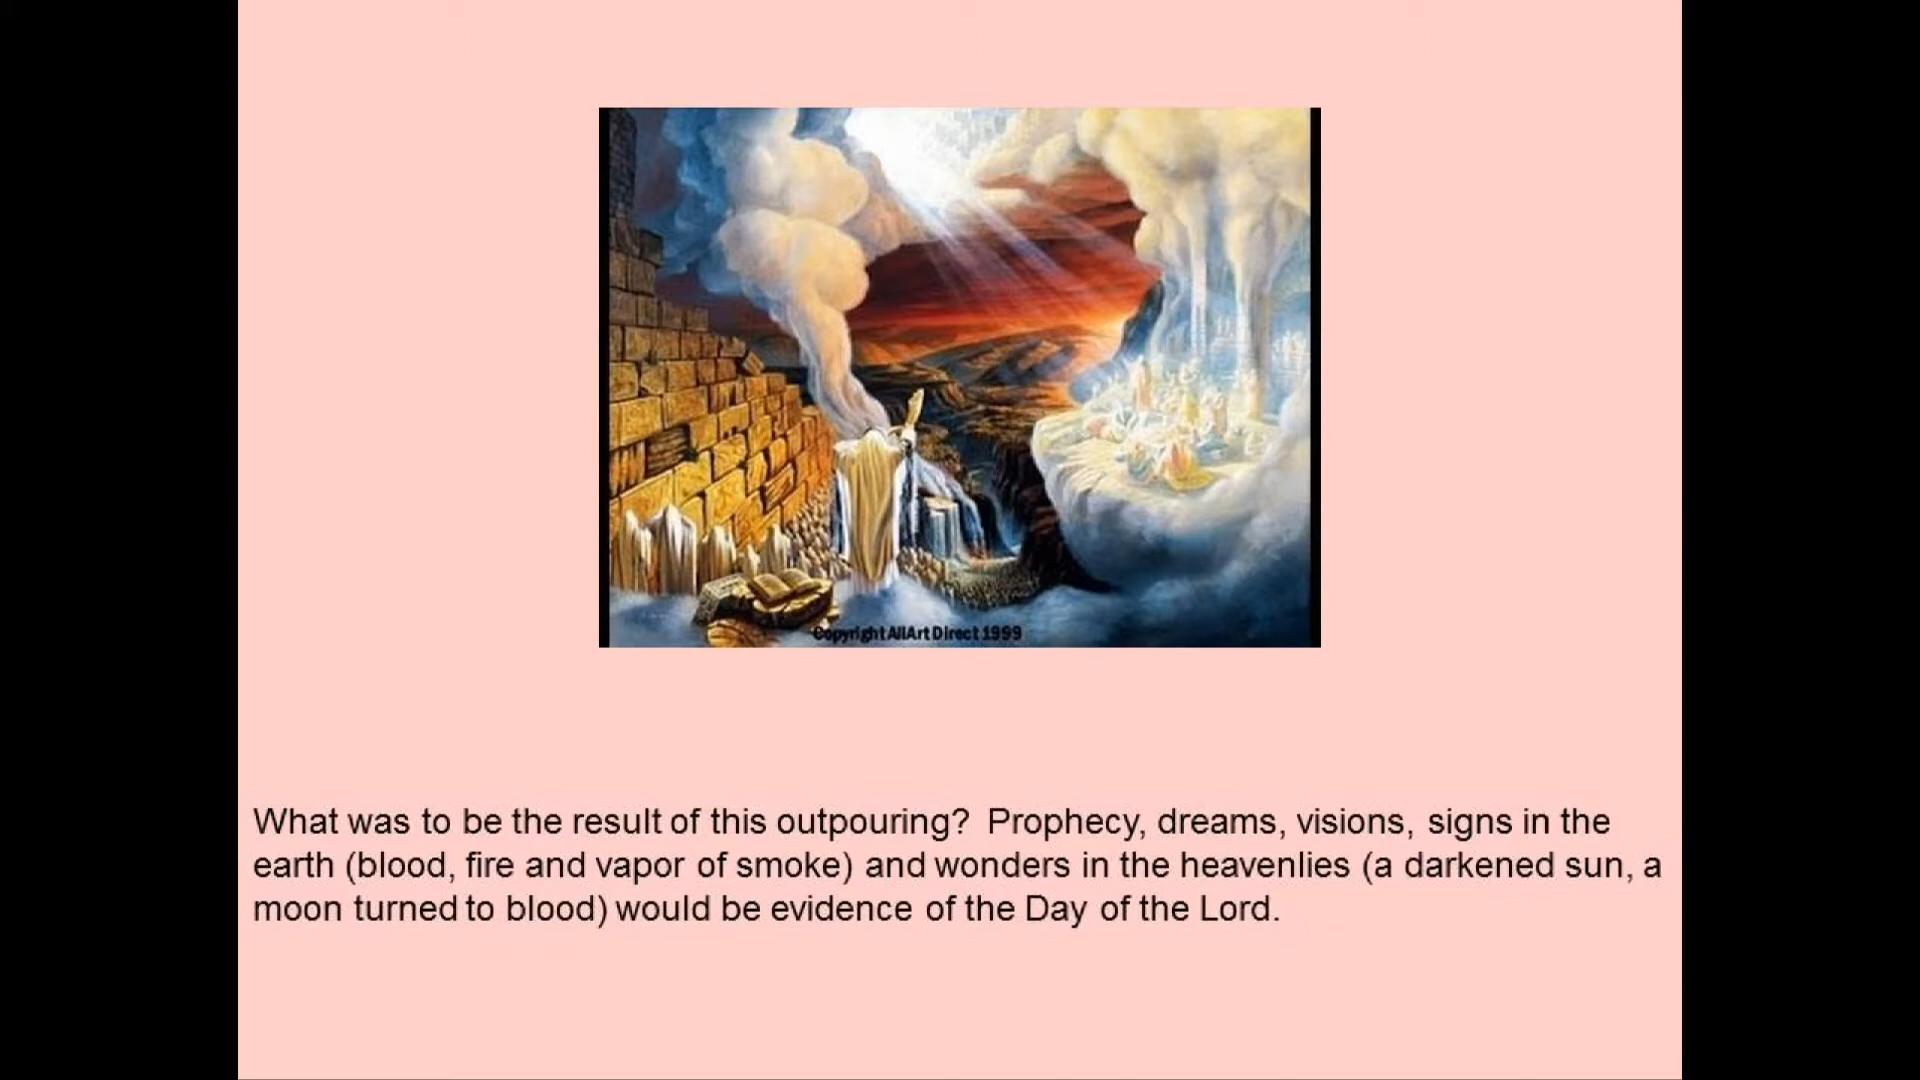 Copyright AllArt Direct 1999
What was to be the result of this outpouring?  Prophecy, dreams, visions, signs in the
earth (blood, fire and vapor of smoke) and wonders in the heavenlies (a darkened sun, a
moon turned to blood) would be evidence of the Day of the Lord.